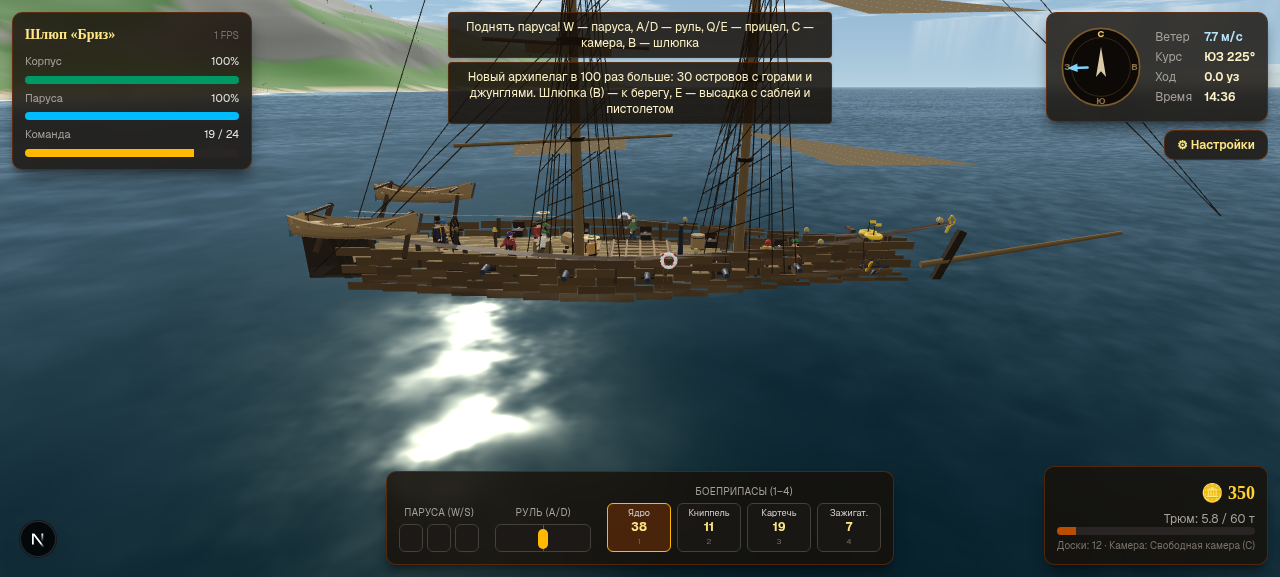 Шлюп «Бриз»
1 FPS
Корпус
100%
Паруса
100%
Команда
19 / 24
Поднять паруса! W — паруса, A/D — руль, Q/E — прицел, C —
камера, B — шлюпка
Новый архипелаг в 100 раз больше: 30 островов с горами и
джунглями. Шлюпка (B) — к берегу, E — высадка с саблей и
пистолетом
С
З
В
Ю
Ветер 7.7 м/с
Курс ЮЗ 225°
Ход 0.0 уз
Время 14:36
⚙ Настройки
ПАРУСА (W/S)
РУЛЬ (A/D)
БОЕПРИПАСЫ (1–4)
Ядро
38
1
Книппель
11
2
Картечь
19
3
Зажигат.
7
4
350
Трюм: 5.8 / 60 т
Доски: 12 · Камера: Свободная камера (C)
N